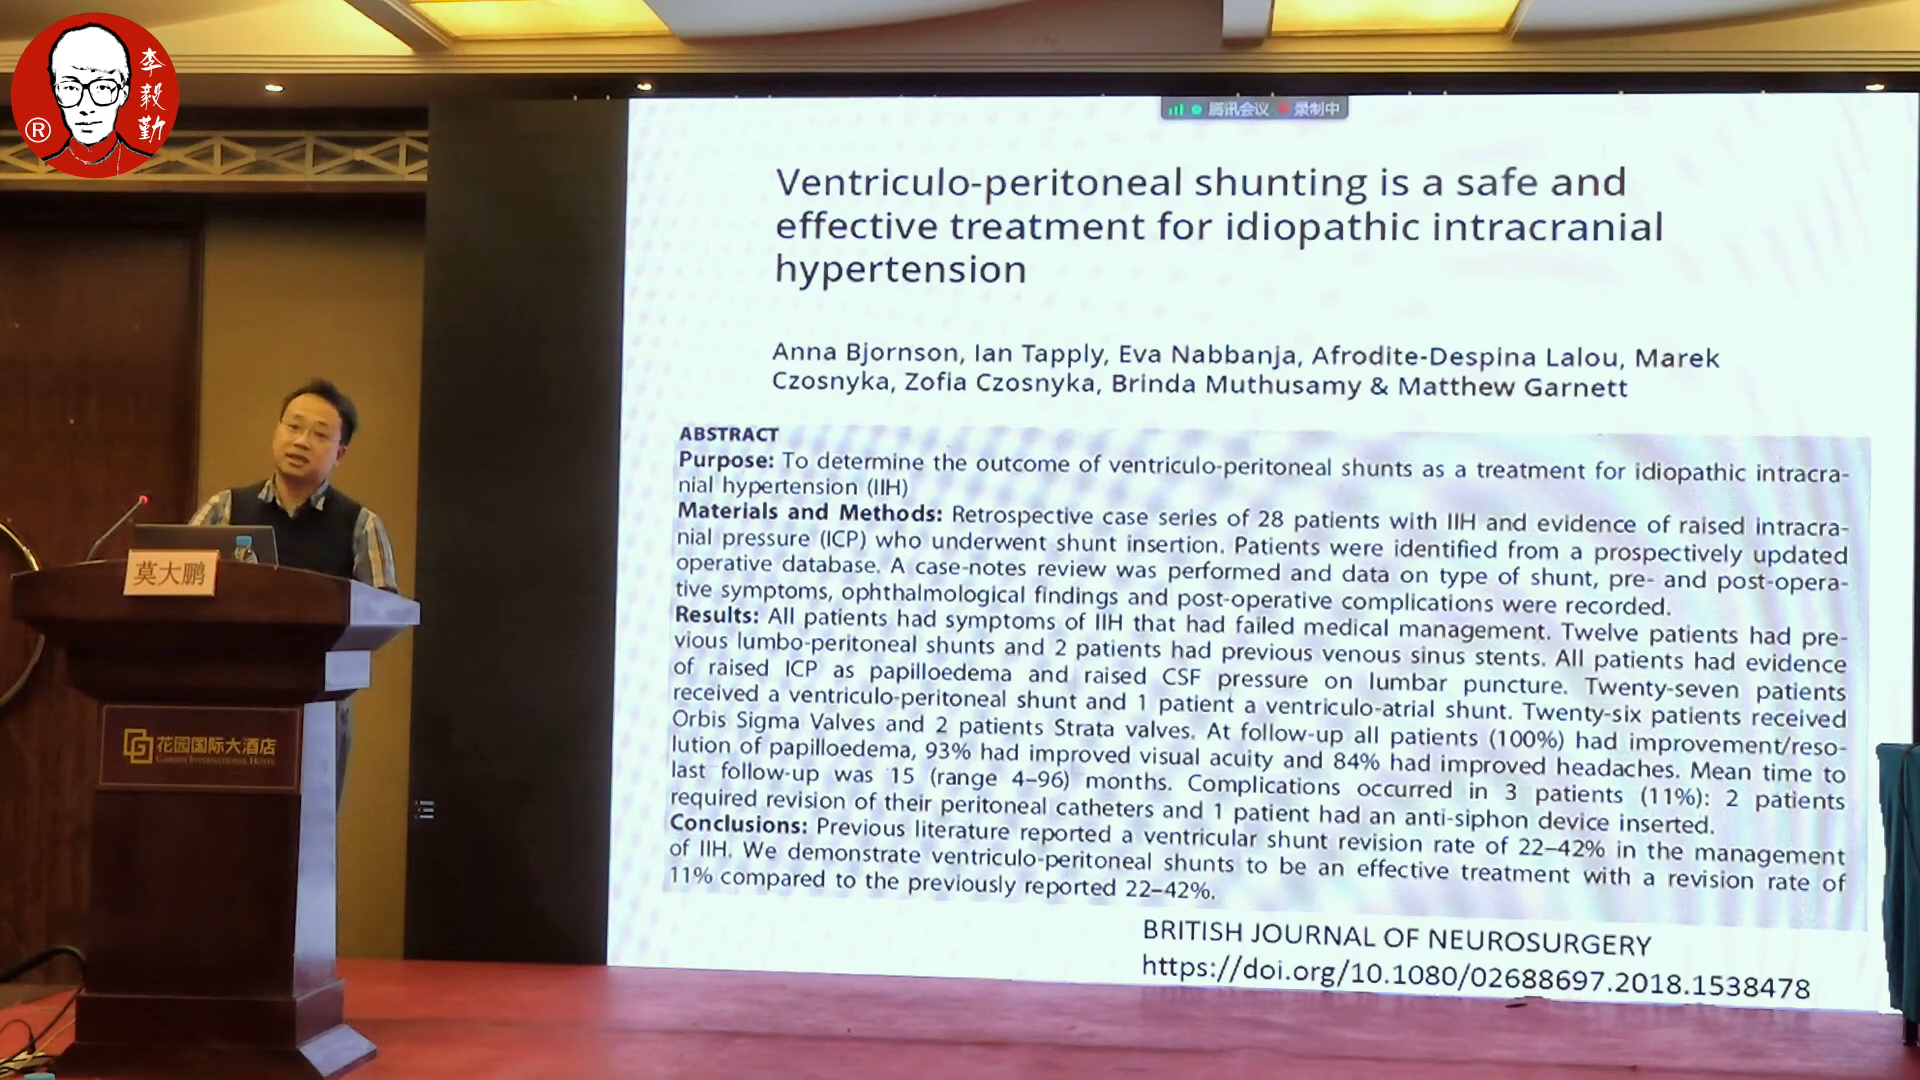 李毅勤
®
腾讯会议 录制中
Ventriculo-peritoneal shunting is a safe and
effective treatment for idiopathic intracranial
hypertension
Anna Bjornson, Ian Tapply, Eva Nabbanja, Afrodite-Despina Lalou, Marek
Czosnyka, Zofia Czosnyka, Brinda Muthusamy & Matthew Garnett
ABSTRACT
Purpose: To determine the outcome of ventriculo-peritoneal shunts as a treatment for idiopathic intracra-
nial hypertension (IIH)
Materials and Methods: Retrospective case series of 28 patients with IIH and evidence of raised intracra-
nial pressure (ICP) who underwent shunt insertion. Patients were identified from a prospectively updated
operative database. A case-notes review was performed and data on type of shunt, pre- and post-opera-
tive symptoms, ophthalmological findings and post-operative complications were recorded.
Results: All patients had symptoms of IIH that had failed medical management. Twelve patients had pre-
vious lumbo-peritoneal shunts and 2 patients had previous venous sinus stents. All patients had evidence
of raised ICP as papilloedema and raised CSF pressure on lumbar puncture. Twenty-seven patients
received a ventriculo-peritoneal shunt and 1 patient a ventriculo-atrial shunt. Twenty-six patients received
Orbis Sigma Valves and 2 patients Strata valves. At follow-up all patients (100%) had improvement/reso-
lution of papilloedema, 93% had improved visual acuity and 84% had improved headaches. Mean time to
last follow-up was 15 (range 4–96) months. Complications occurred in 3 patients (11%): 2 patients
required revision of their peritoneal catheters and 1 patient had an anti-siphon device inserted.
Conclusions: Previous literature reported a ventricular shunt revision rate of 22–42% in the management
of IIH. We demonstrate ventriculo-peritoneal shunts to be an effective treatment with a revision rate of
11% compared to the previously reported 22–42%.
BRITISH JOURNAL OF NEUROSURGERY
https://doi.org/10.1080/02688697.2018.1538478
莫大鹏
花园国际大酒店
GARDEN INTERNATIONAL HOTEL